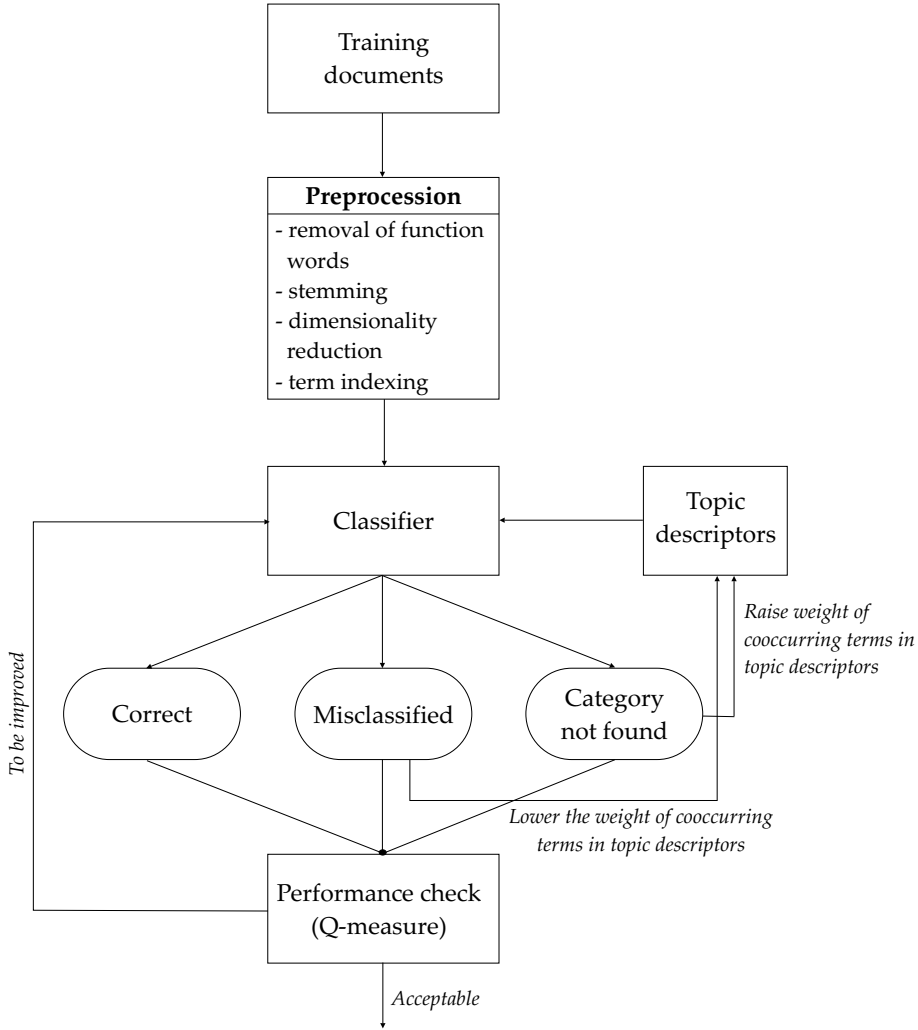 Training
documents
Preprocession
- removal of function
words
- stemming
- dimensionality
reduction
- term indexing
Classifier
Topic
descriptors
To be improved
Raise weight of
cooccurring terms in
topic descriptors
Correct
Misclassified
Category
not found
Lower the weight of cooccurring
terms in topic descriptors
Performance check
(Q-measure)
Acceptable